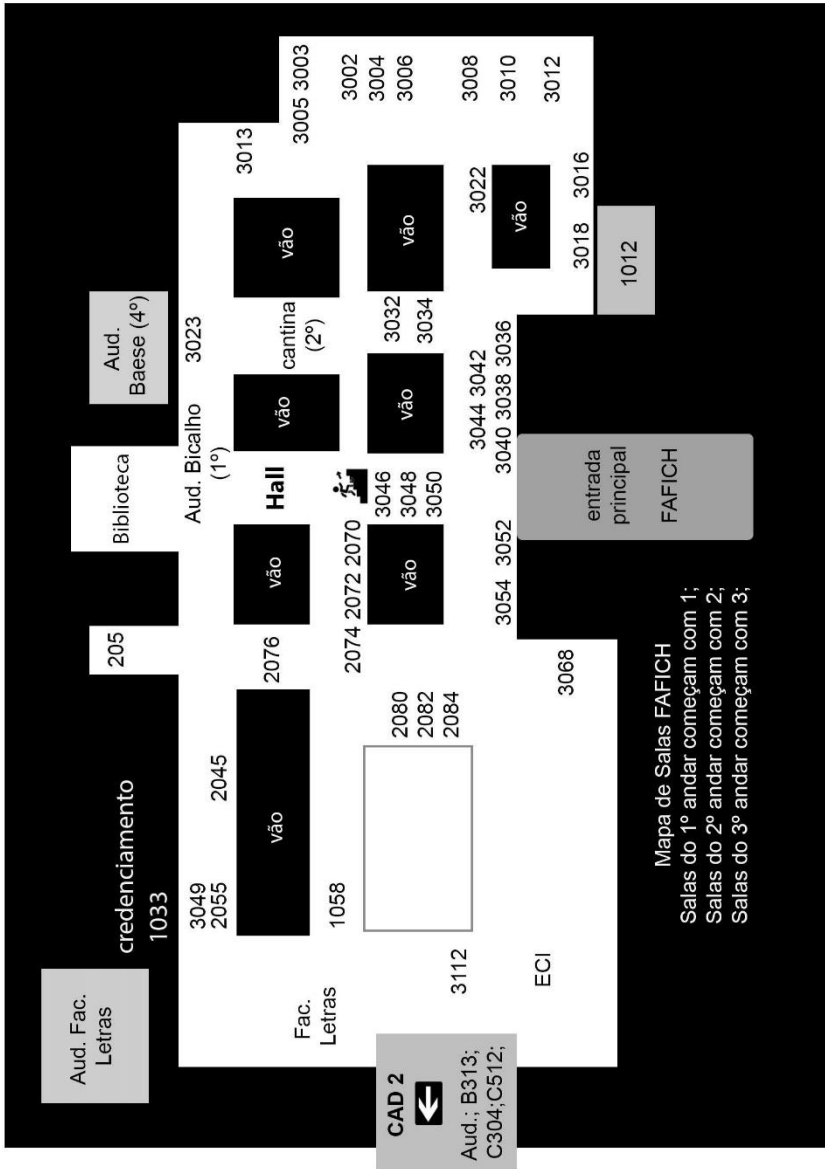 Aud. Fac.
Letras
credenciamento
1033
205
Biblioteca
Aud.
Baese (4º)
3049
2055
2045
Aud. Bicalho
(1º)
3023
3013
3005 3003
vão
2076
vão
Hall
vão
cantina
(2º)
vão
3002
3004
3006
3008
3010
3012
Fac.
Letras
1058
2074 2072 2070
vão
3046
3048
3050
vão
3032
3034
vão
3022
vão
2080
2082
2084
3112
ECI
3044 3042
3054 3052
3040 3038 3036
3018 3016
3068
1012
CAD 2
Aud.; B313;
C304;C512;
entrada
principal
FAFICH
Mapa de Salas FAFICH
Salas do 1º andar começam com 1;
Salas do 2º andar começam com 2;
Salas do 3º andar começam com 3;